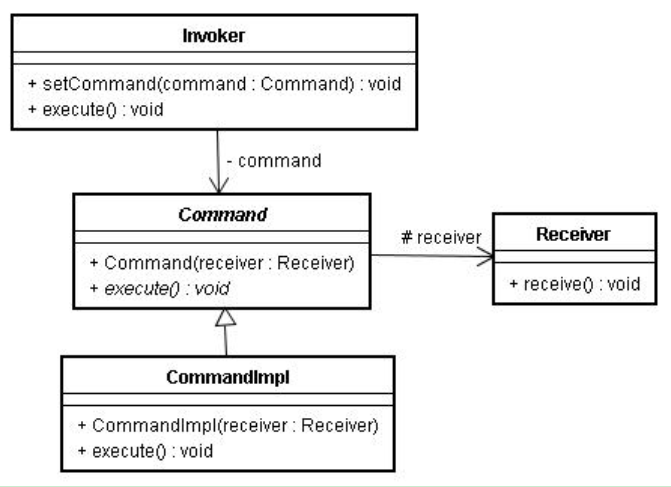 Invoker
+ setCommand(command : Command) : void
+ execute() : void
- command
Command
+ Command(receiver : Receiver)
+ execute() : void
# receiver
Receiver
+ receive() : void
CommandImpl
+ CommandImpl(receiver : Receiver)
+ execute() : void